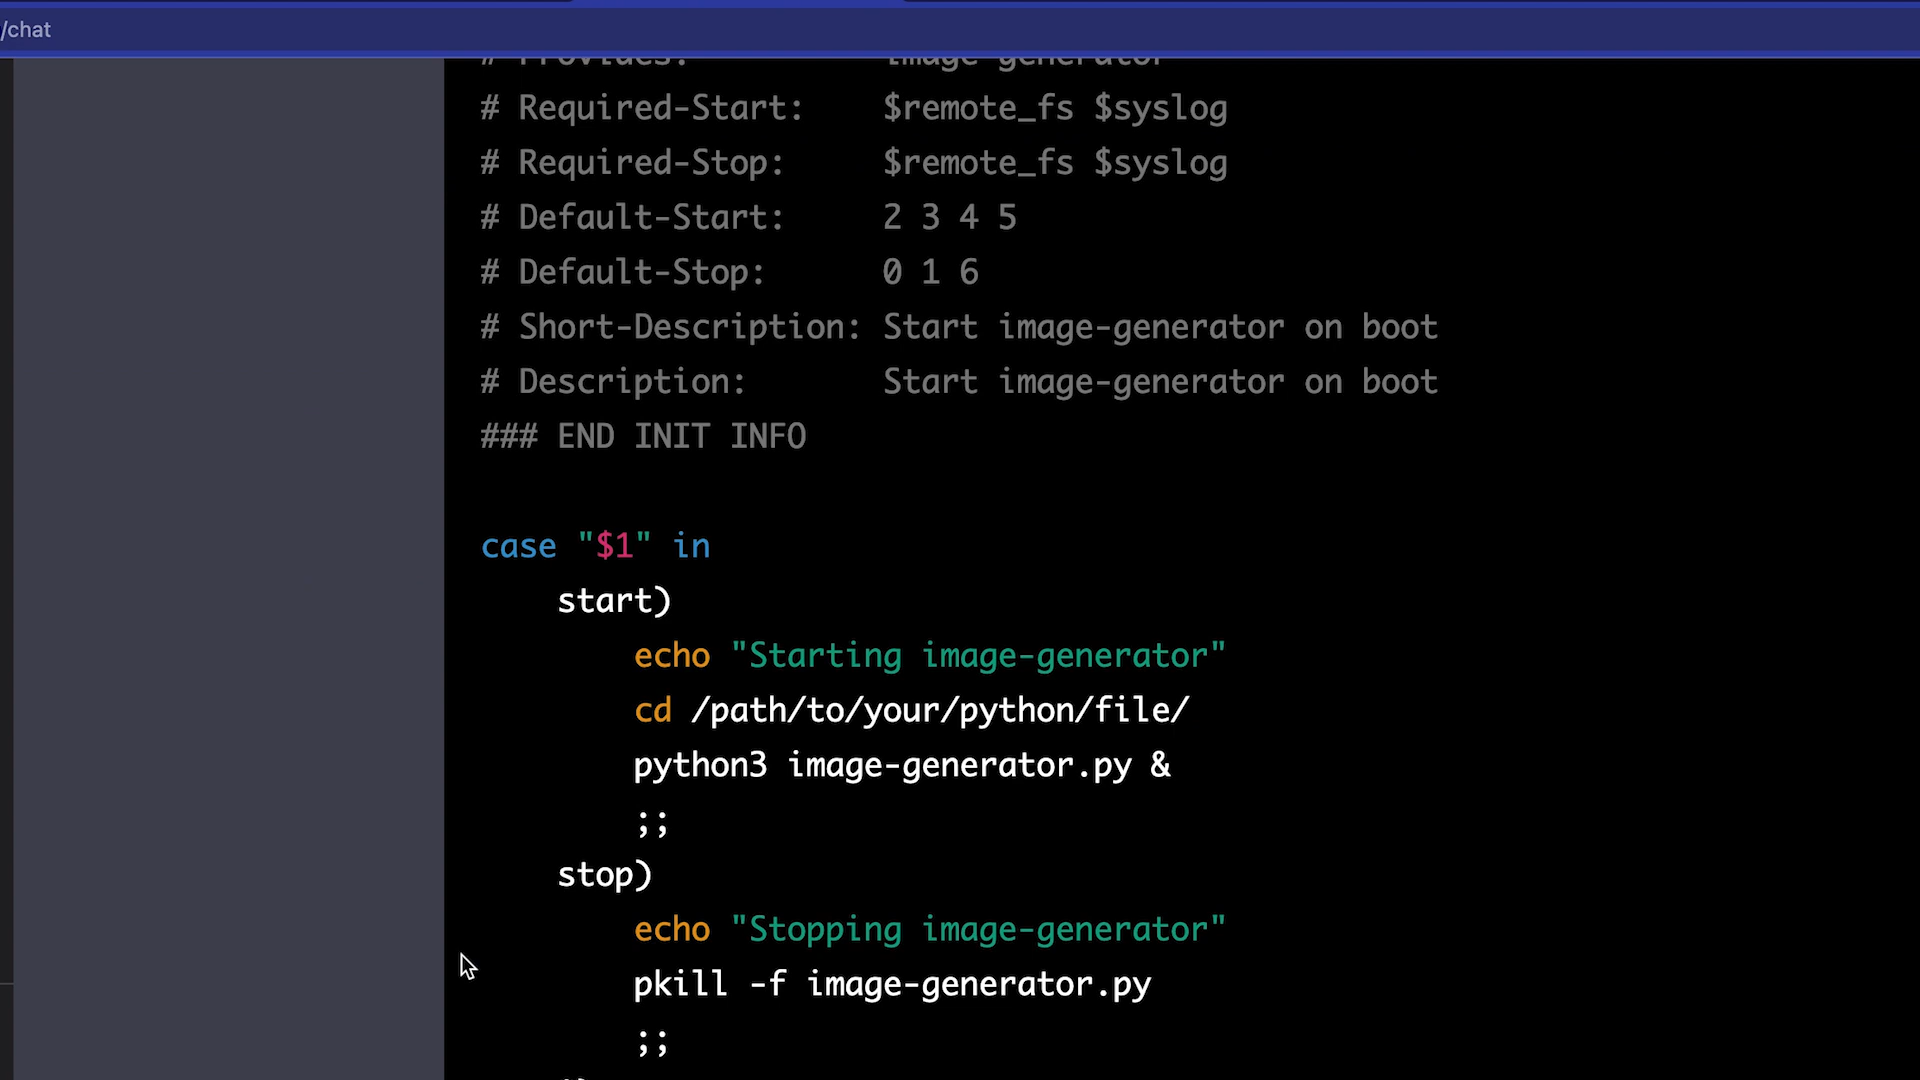 /chat
# Provides: image-generator
# Required-Start: $remote_fs $syslog
# Required-Stop: $remote_fs $syslog
# Default-Start: 2 3 4 5
# Default-Stop: 0 1 6
# Short-Description: Start image-generator on boot
# Description: Start image-generator on boot
### END INIT INFO
case "$1" in
start)
echo "Starting image-generator"
cd /path/to/your/python/file/
python3 image-generator.py &
;;
stop)
echo "Stopping image-generator"
pkill -f image-generator.py
;;